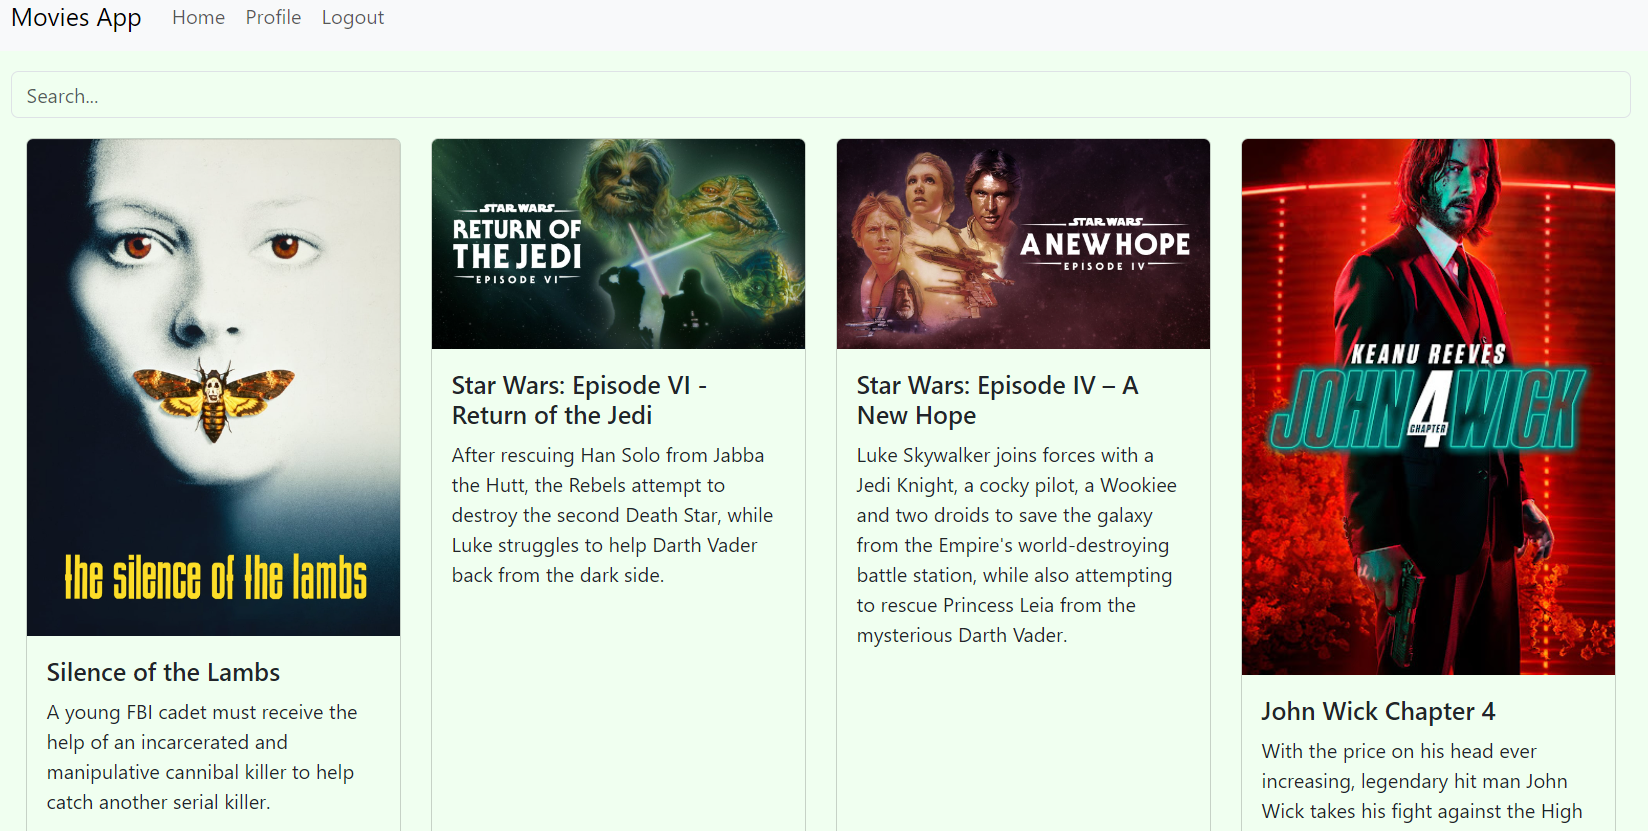 Movies App Home Profile Logout
Search...
the silence of the lambs
Silence of the Lambs
A young FBI cadet must receive the
help of an incarcerated and
manipulative cannibal killer to help
catch another serial killer.
STAR WARS
RETURN OF
THE JEDI
EPISODE VI
Star Wars: Episode VI -
Return of the Jedi
After rescuing Han Solo from Jabba
the Hutt, the Rebels attempt to
destroy the second Death Star, while
Luke struggles to help Darth Vader
back from the dark side.
STAR WARS
A NEW HOPE
EPISODE IV
Star Wars: Episode IV – A
New Hope
Luke Skywalker joins forces with a
Jedi Knight, a cocky pilot, a Wookiee
and two droids to save the galaxy
from the Empire's world-destroying
battle station, while also attempting
to rescue Princess Leia from the
mysterious Darth Vader.
KEANU REEVES
JOHN 4 WICK
CHAPTER
John Wick Chapter 4
With the price on his head ever
increasing, legendary hit man John
Wick takes his fight against the High